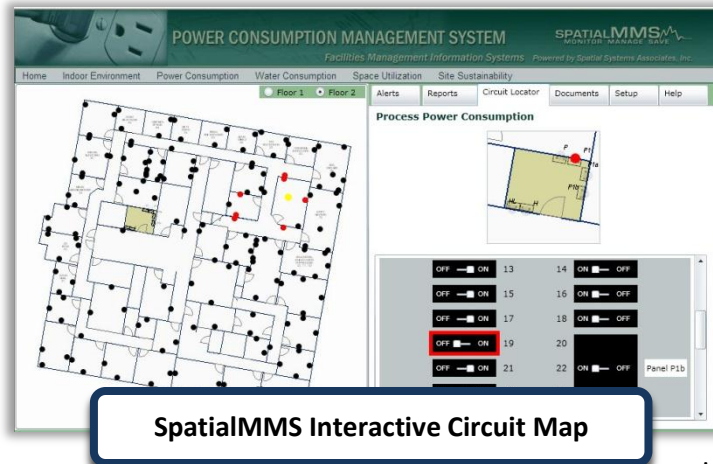 POWER CONSUMPTION MANAGEMENT SYSTEM
SPATIALMMS
MONITOR MANAGE SAVE
Facilities Management Information Systems Powered by Spatial Systems Associates, Inc.
Home Indoor Environment Power Consumption Water Consumption Space Utilization Site Sustainability
Floor 1 Floor 2
Alerts Reports Circuit Locator Documents Setup Help
Process Power Consumption
P P1
P1a
P1b
HL H
OFF ON 13 14 ON OFF
OFF ON 15 16 ON OFF
OFF ON 17 18 ON OFF
OFF ON 19 20
OFF ON 21 22 ON OFF Panel P1b
SpatialMMS Interactive Circuit Map